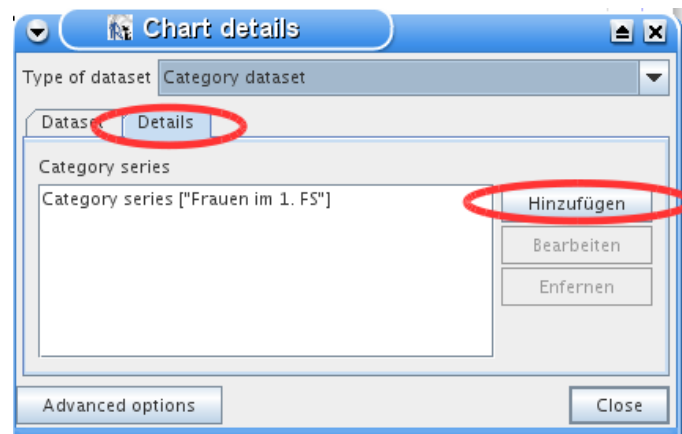 Chart details
Type of dataset Category dataset
Dataset Details
Category series
Category series ["Frauen im 1. FS"]
Hinzufügen
Bearbeiten
Enfernen
Advanced options Close